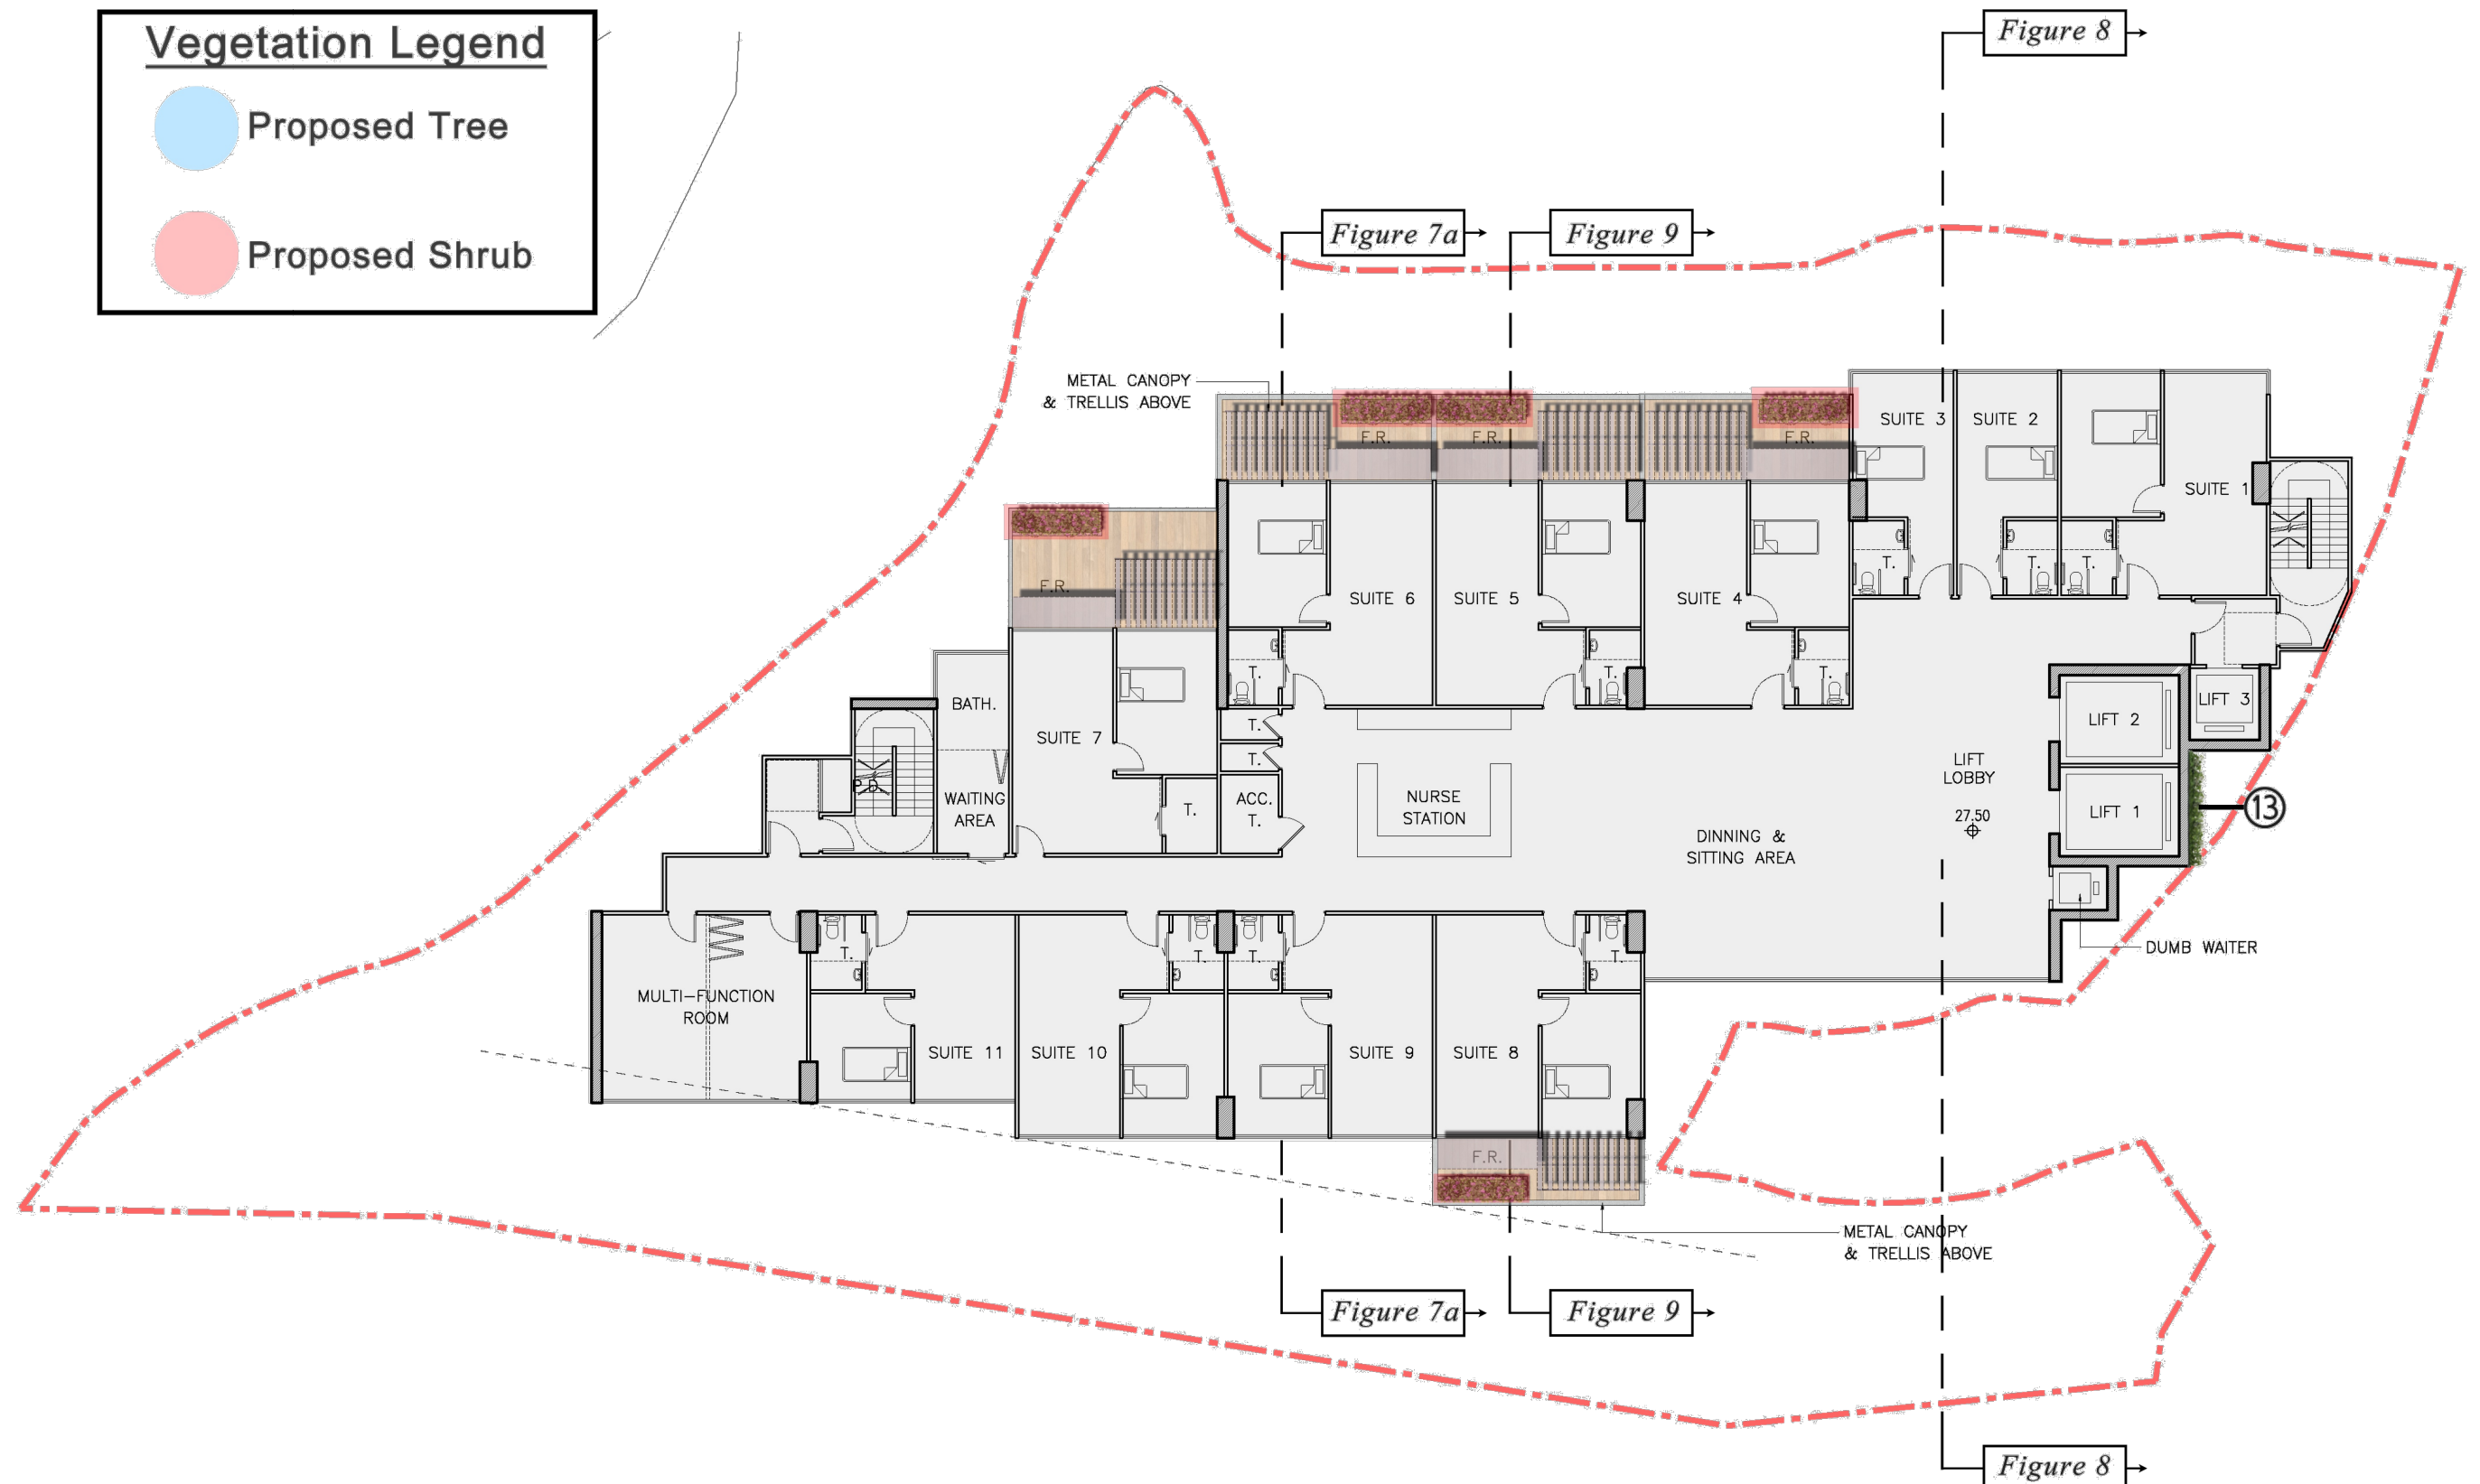 Vegetation Legend
Proposed Tree
Proposed Shrub
Figure 8
Figure 7a
Figure 9
METAL CANOPY
& TRELLIS ABOVE
F.R.
F.R.
F.R.
SUITE 3
SUITE 2
SUITE 1
F.R.
T.
T.
T.
SUITE 6
SUITE 5
SUITE 4
T.
T.
T.
BATH.
SUITE 7
T.
T.
LIFT 3
LIFT 2
LIFT
LOBBY
27.50
WAITING
AREA
T.
ACC.
T.
NURSE
STATION
DINNING &
SITTING AREA
LIFT 1
13
DUMB WAITER
T.
T.
T.
T.
MULTI-FUNCTION
ROOM
SUITE 11
SUITE 10
SUITE 9
SUITE 8
F.R.
METAL CANOPY
& TRELLIS ABOVE
Figure 7a
Figure 9
Figure 8